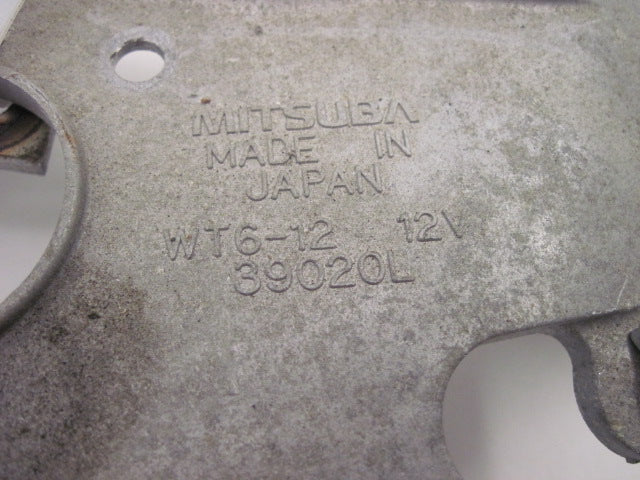 MITSUBA
MADE IN
JAPAN
WT6-12 12V
39020L